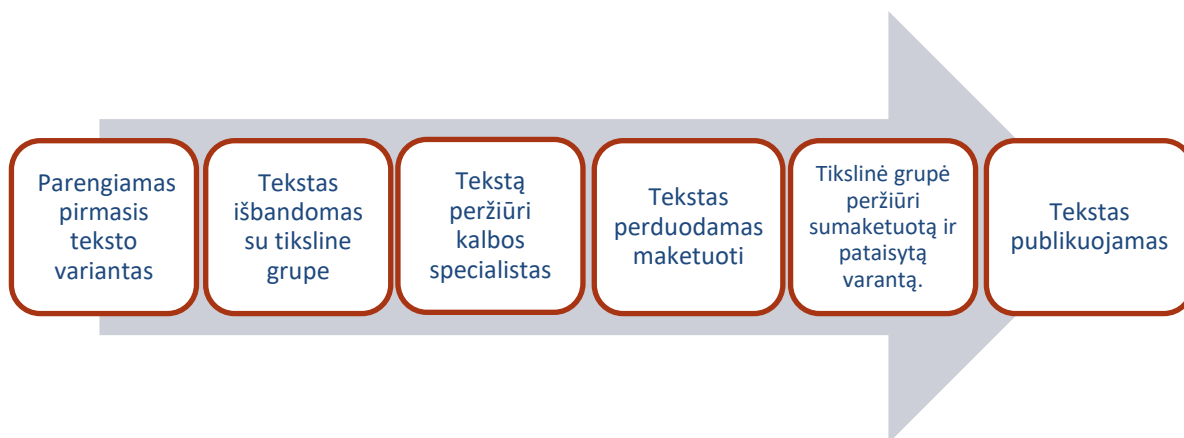 Parengiamas
pirmasis
teksto
variantas
Tekstas
išbandomas
su tiksline
grupe
Tekstą
peržiūri
kalbos
specialistas
Tekstas
perduodamas
maketuoti
Tikslinė grupė
peržiūri
sumaketuotą ir
pataisytą
varantą.
Tekstas
publikuojamas